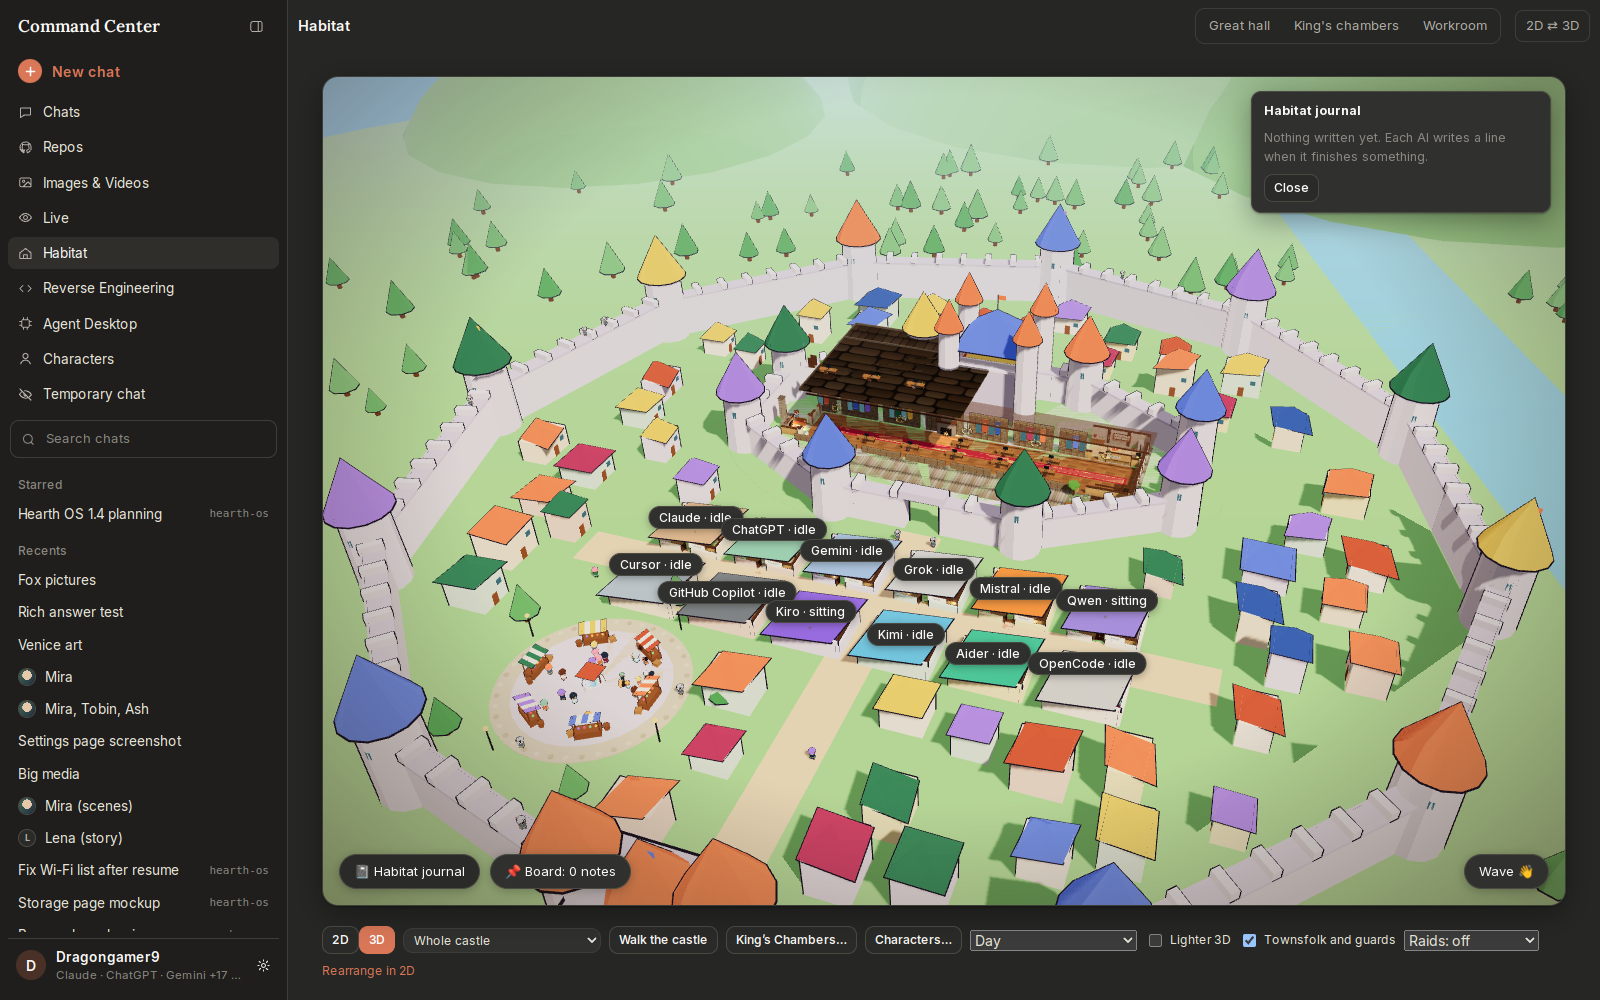 Command Center
New chat
Chats
Repos
Images & Videos
Live
Habitat
Reverse Engineering
Agent Desktop
Characters
Temporary chat
Search chats
Starred
Hearth OS 1.4 planning hearth-os
Recents
Fox pictures
Rich answer test
Venice art
Mira
Mira, Tobin, Ash
Settings page screenshot
Big media
Mira (scenes)
L Lena (story)
Fix Wi-Fi list after resume hearth-os
Storage page mockup hearth-os
D Dragongamer9
Claude · ChatGPT · Gemini +17 ...
Habitat
Great hall King's chambers Workroom 2D ⇄ 3D
Habitat journal
Nothing written yet. Each AI writes a line
when it finishes something.
Close
Claude · idle
ChatGPT · idle
Gemini · idle
Cursor · idle
Grok · idle
GitHub Copilot · idle
Mistral · idle
Kiro · sitting
Qwen · sitting
Kimi · idle
Aider · idle
OpenCode · idle
Habitat journal
Board: 0 notes
Wave
2D 3D Whole castle Walk the castle King's Chambers... Characters... Day Lighter 3D Townsfolk and guards Raids: off
Rearrange in 2D